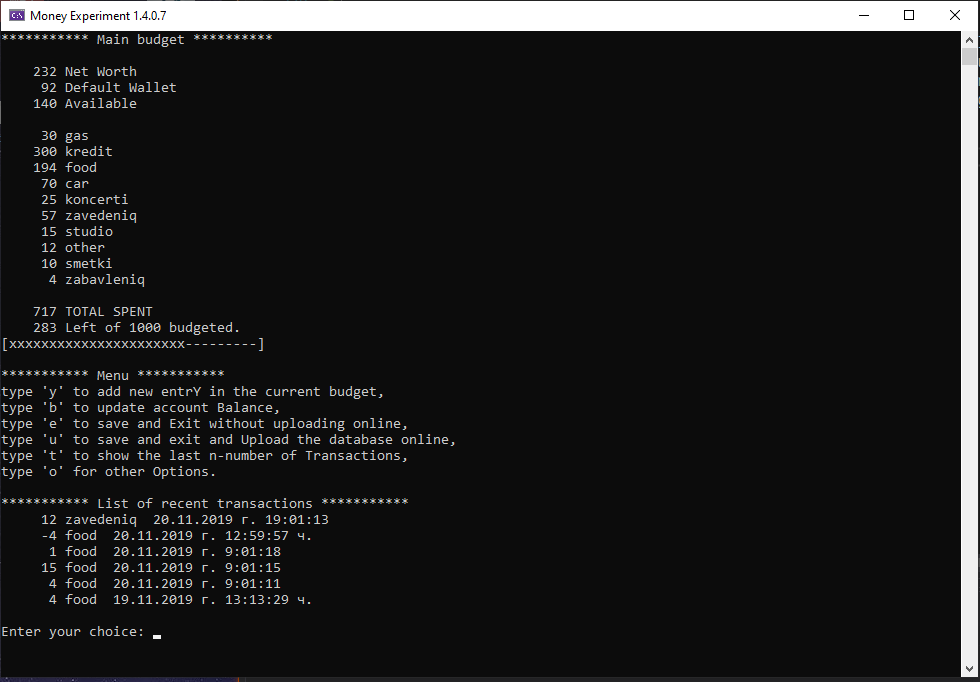 Money Experiment 1.4.0.7
*********** Main budget **********
232 Net Worth
92 Default Wallet
140 Available
30 gas
300 kredit
194 food
70 car
25 koncerti
57 zavedeniq
15 studio
12 other
10 smetki
4 zabavleniq
717 TOTAL SPENT
283 Left of 1000 budgeted.
[xxxxxxxxxxxxxxxxxxxxxx---------]
*********** Menu ***********
type 'y' to add new entrY in the current budget,
type 'b' to update account Balance,
type 'e' to save and Exit without uploading online,
type 'u' to save and exit and Upload the database online,
type 't' to show the last n-number of Transactions,
type 'o' for other Options.
*********** List of recent transactions ***********
12 zavedeniq  20.11.2019 г. 19:01:13
-4 food  20.11.2019 г. 12:59:57 ч.
1 food  20.11.2019 г. 9:01:18
15 food  20.11.2019 г. 9:01:15
4 food  20.11.2019 г. 9:01:11
4 food  19.11.2019 г. 13:13:29 ч.
Enter your choice: